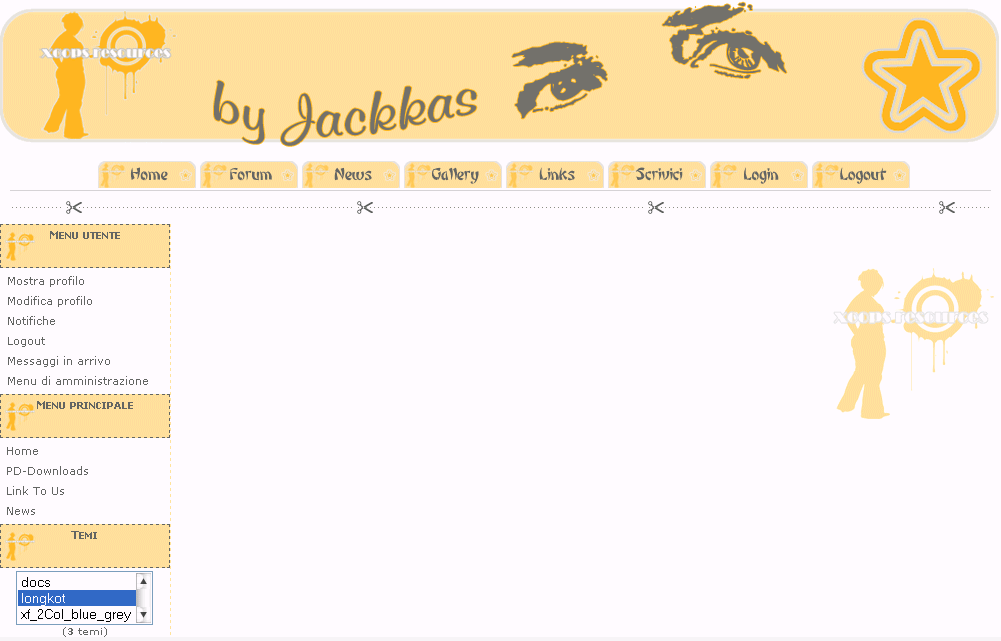 xoops-resources
by Jackkas
Home Forum News Gallery Links Scrivici Login Logout
Menu utente
Mostra profilo
Modifica profilo
Notifiche
Logout
Messaggi in arrivo
Menu di amministrazione
Menu principale
Home
PD-Downloads
Link To Us
News
Temi
docs
longkot
xf_2Col_blue_grey
(3 temi)
xoops-resources